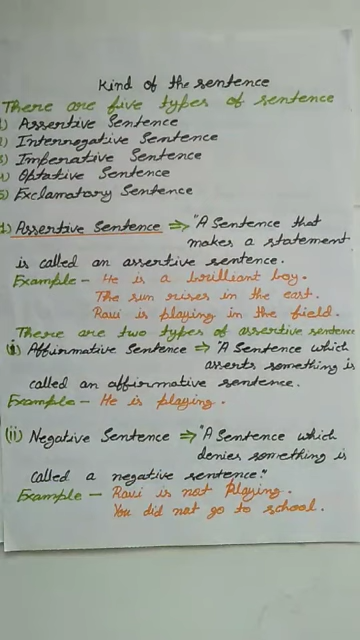 Kind of the sentence
There are five types of sentence
1) Assertive Sentence
2) Interrogative Sentence
3) Imperative Sentence
4) Optative Sentence
5) Exclamatory Sentence
1.) Assertive Sentence ⇒ "A Sentence that
makes a statement
is called an assertive sentence.
Example - He is a brilliant boy.
The sun rises in the east.
Ravi is playing in the field.
There are two types of assertive sentence
(i) Affirmative Sentence ⇒ "A Sentence which
asserts something is
called an affirmative sentence.
Example - He is playing.
(ii) Negative Sentence ⇒ "A Sentence which
denies something is
called a negative sentence."
Example - Ravi is not Playing.
You did not go to school.